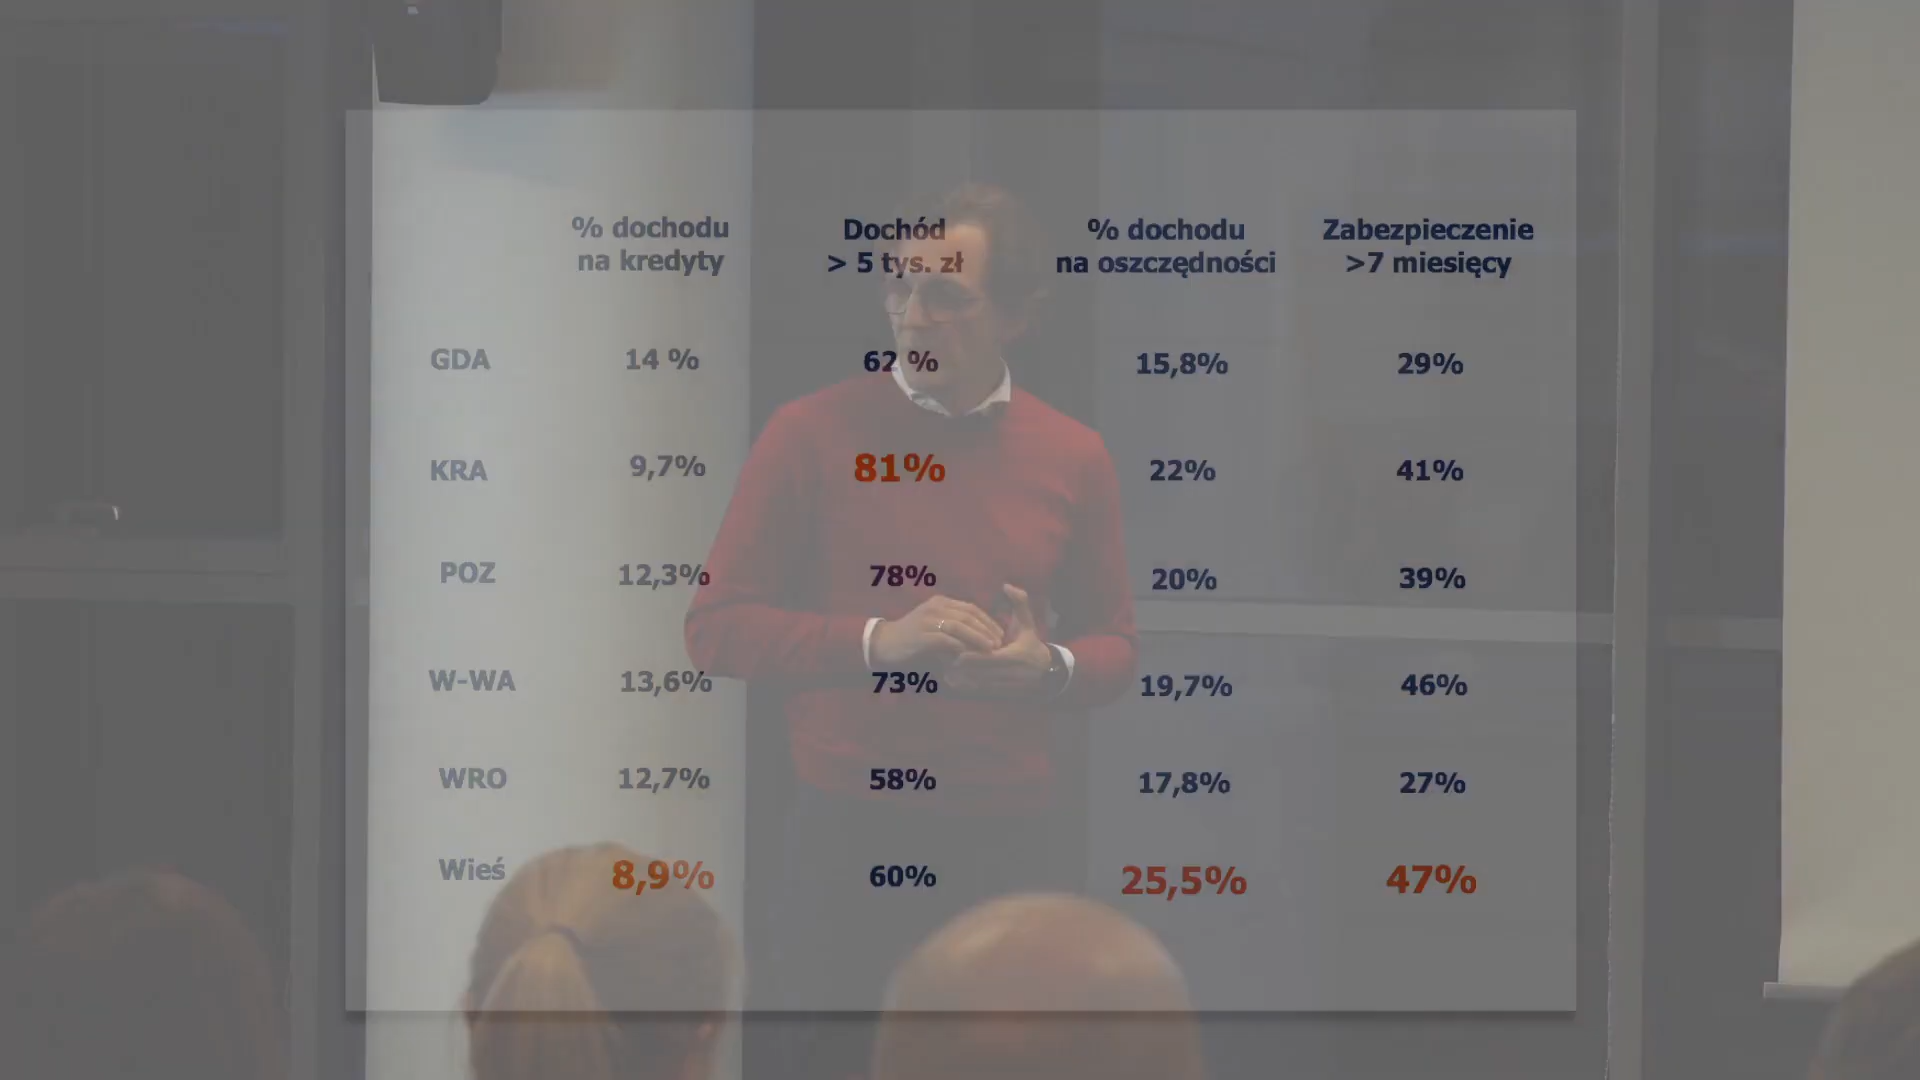 % dochodu na kredyty Dochód > 5 tys. zł % dochodu na oszczędności Zabezpieczenie >7 miesięcy
GDA 14 % 62 % 15,8% 29%
KRA 9,7% 81% 22% 41%
POZ 12,3% 78% 20% 39%
W-WA 13,6% 73% 19,7% 46%
WRO 12,7% 58% 17,8% 27%
Wieś 8,9% 60% 25,5% 47%